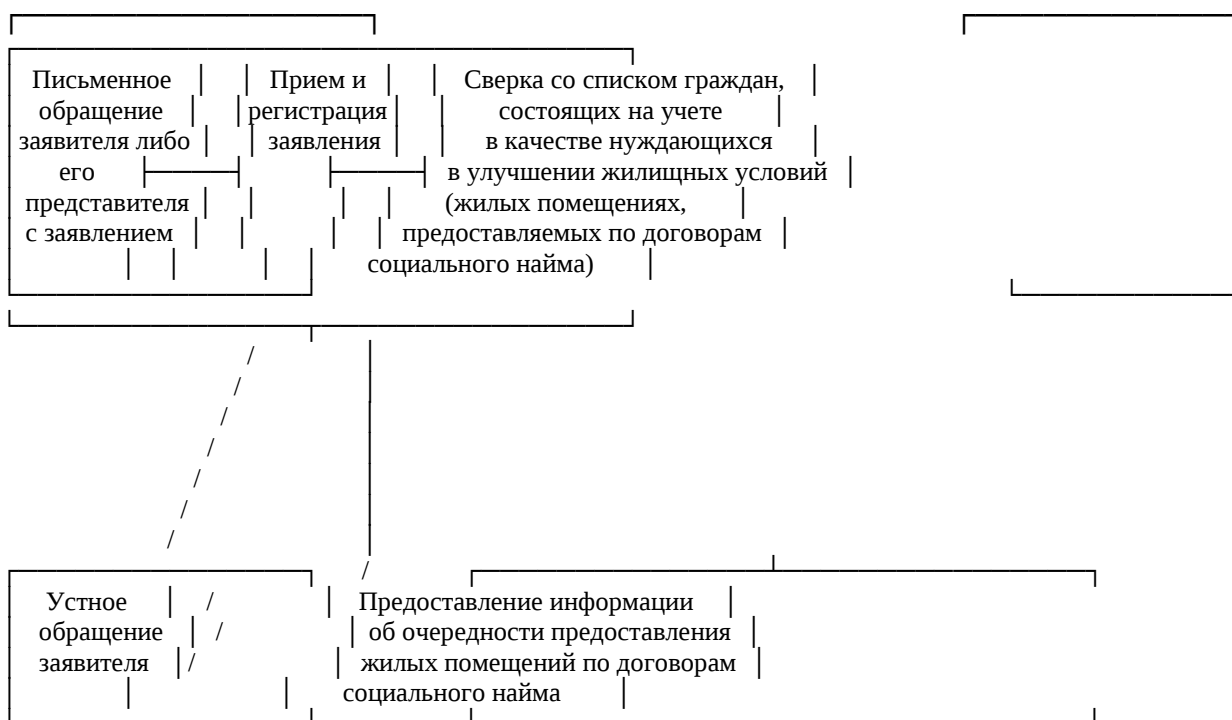 Письменное │ │ Прием и │ │ Сверка со списком граждан, │
обращение │ │регистрация│ │ состоящих на учете │
заявителя либо │ │ заявления │ │ в качестве нуждающихся │
его ├─────┤ ├─────┤ в улучшении жилищных условий │
представителя │ │ │ │ (жилых помещениях, │
с заявлением │ │ │ │ предоставляемых по договорам │
│ │ │ │ социального найма) │
Устное │ / │ Предоставление информации │
обращение │ / │ об очередности предоставления │
заявителя │/ │ жилых помещений по договорам │
│ │ социального найма │